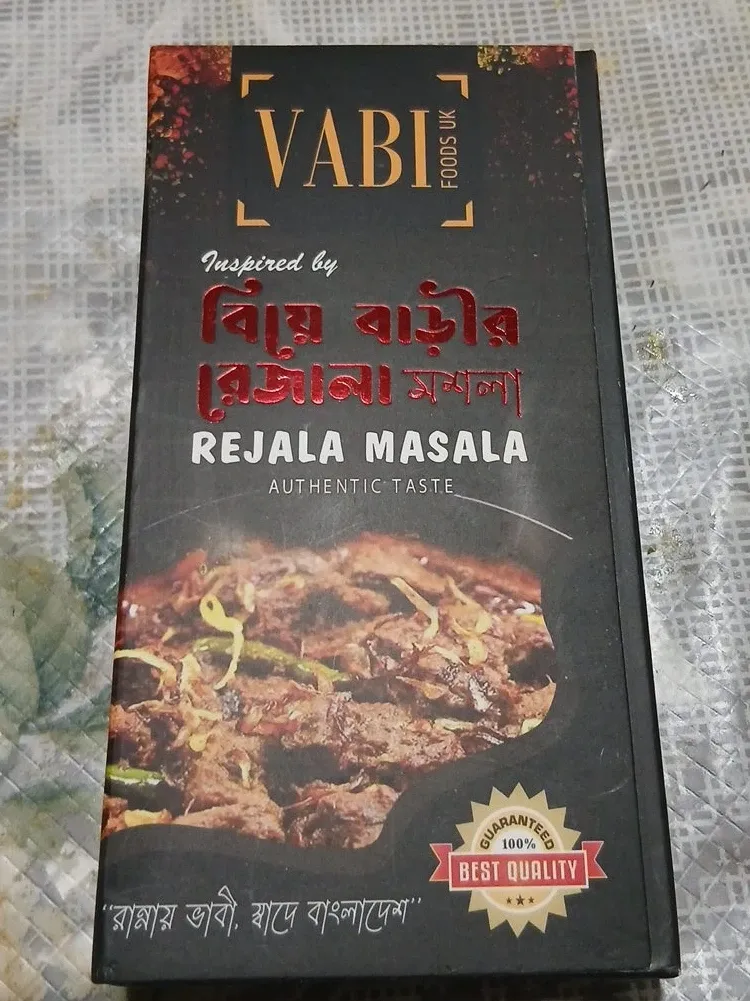 VABI
FOODS UK
Inspired by
বিয়ে বাড়ীর
রেজালা মশলা
REJALA MASALA
AUTHENTIC TASTE
GUARANTEED
100%
BEST QUALITY
"রান্নায় ভাবী, স্বাদে বাংলাদেশ"